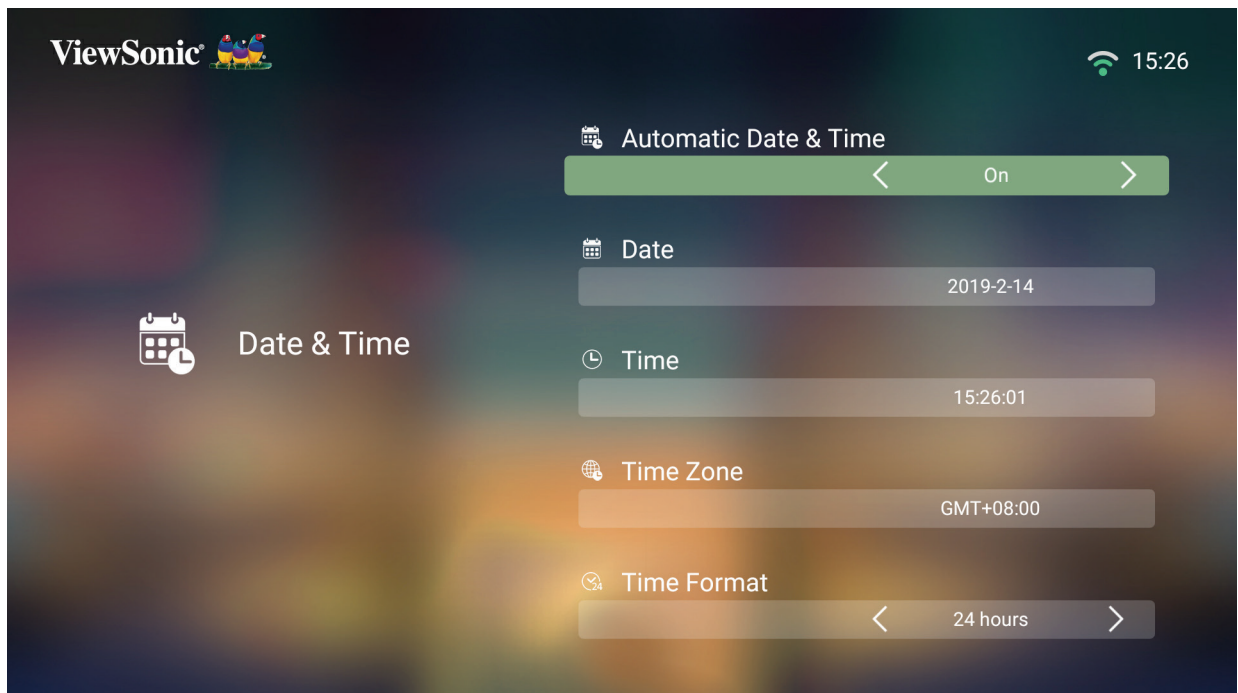 ViewSonic
15:26
Automatic Date & Time
On
Date
2019-2-14
Date & Time
Time
15:26:01
Time Zone
GMT+08:00
24
Time Format
24 hours